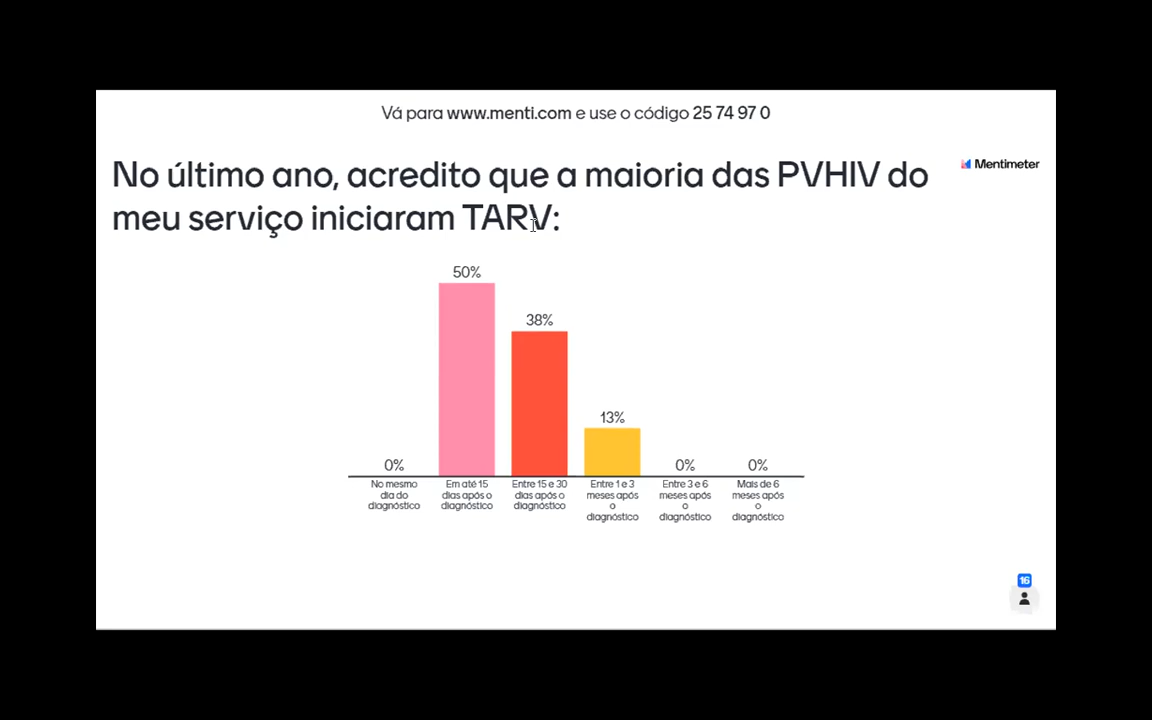 Vá para www.menti.com e use o código 25 74 97 0
Mentimeter
No último ano, acredito que a maioria das PVHIV do
meu serviço iniciaram TARV:
50%
38%
13%
0%
0%
0%
No mesmo
dia do
diagnóstico
Em até 15
dias após o
diagnóstico
Entre 15 e 30
dias após o
diagnóstico
Entre 1 e 3
meses após
o
diagnóstico
Entre 3 e 6
meses após
o
diagnóstico
Mais de 6
meses após
o
diagnóstico
16